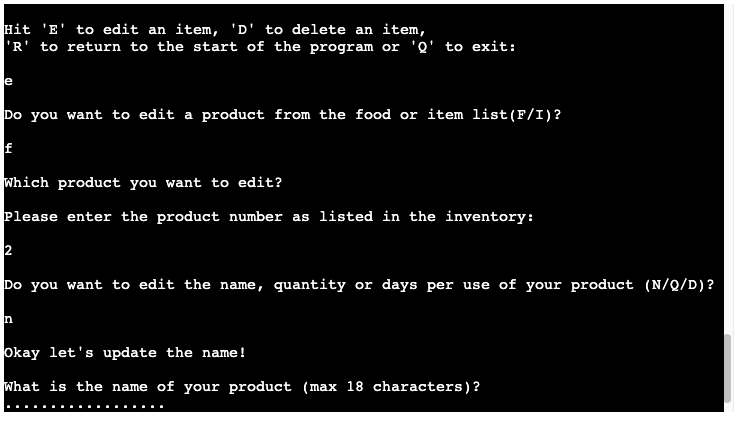 Hit 'E' to edit an item, 'D' to delete an item,
'R' to return to the start of the program or 'Q' to exit:
e
Do you want to edit a product from the food or item list(F/I)?
f
Which product you want to edit?
Please enter the product number as listed in the inventory:
2
Do you want to edit the name, quantity or days per use of your product (N/Q/D)?
n
Okay let's update the name!
What is the name of your product (max 18 characters)?
..................